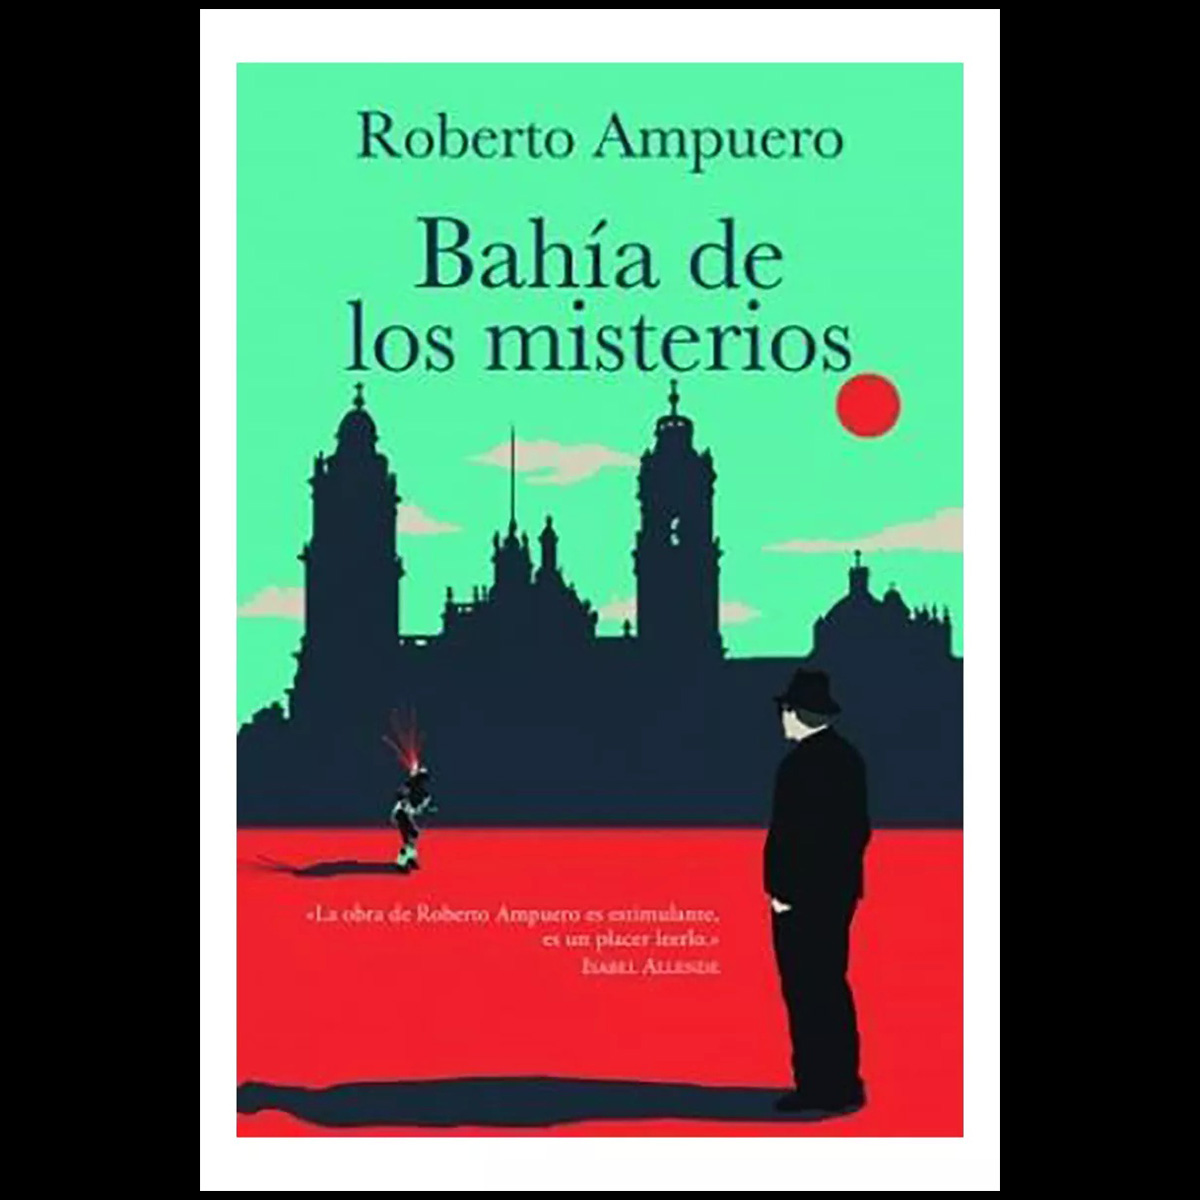 Roberto Ampuero
Bahía de
los misterios
«La obra de Roberto Ampuero es estimulante,
es un placer leerlo.»
ISABEL ALLENDE